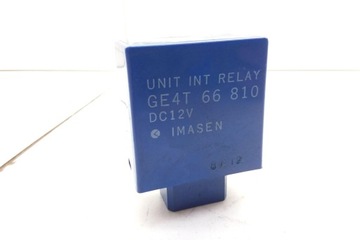 UNIT INT RELAY
GE4T 66 810
DC12V
IMASEN